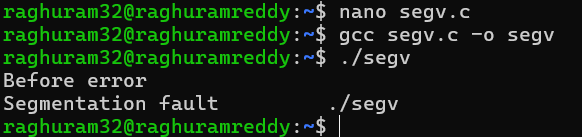 raghuram32@raghuramreddy:~$ nano segv.c
raghuram32@raghuramreddy:~$ gcc segv.c -o segv
raghuram32@raghuramreddy:~$ ./segv
Before error
Segmentation fault      ./segv
raghuram32@raghuramreddy:~$